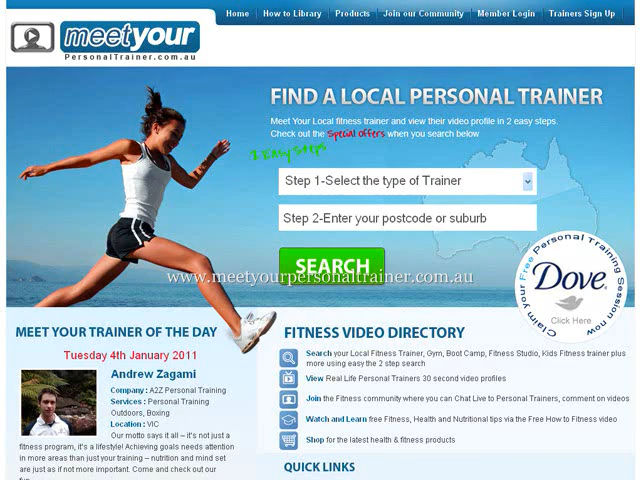 Home | How to Library | Products | Join our Community | Member Login | Trainers Sign Up
meetyour
PersonalTrainer.com.au
FIND A LOCAL PERSONAL TRAINER
Meet Your Local fitness trainer and view their video profile in 2 easy steps.
Check out the Special offers when you search below
2 Easy Steps
Step 1-Select the type of Trainer
Step 2-Enter your postcode or suburb
SEARCH
www.meetyourpersonaltrainer.com.au
Claim your Free Personal Training Session now
Dove
Click Here
MEET YOUR TRAINER OF THE DAY
Tuesday 4th January 2011
Andrew Zagami
Company : A2Z Personal Training
Services : Personal Training
Outdoors, Boxing
Location : VIC
Our motto says it all – it's not just a
fitness program, it's a lifestyle! Achieving goals needs attention
in more areas than just your training – nutrition and mind set
are just as if not more important. Come and check out our
FITNESS VIDEO DIRECTORY
Search your Local Fitness Trainer, Gym, Boot Camp, Fitness Studio, Kids Fitness trainer plus
more using easy the 2 step search
View Real Life Personal Trainers 30 second video profiles
Join the Fitness community where you can Chat Live to Personal Trainers, comment on videos
Watch and Learn free Fitness, Health and Nutritional tips via the Free How to Fitness video
Shop for the latest health & fitness products
QUICK LINKS